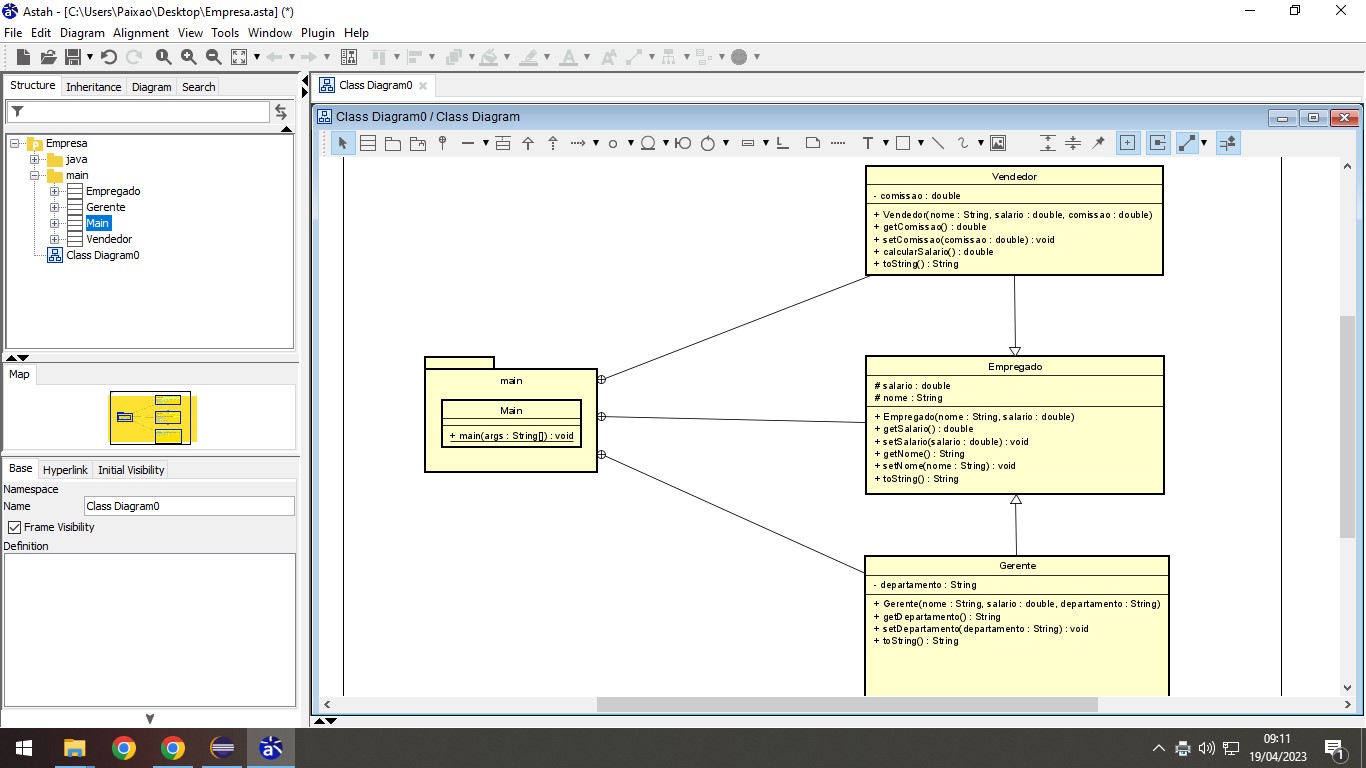 Astah - [C:\Users\Paixao\Desktop\Empresa.asta] (*)
File Edit Diagram Alignment View Tools Window Plugin Help
Structure Inheritance Diagram Search
Empresa
java
main
Empregado
Gerente
Main
Vendedor
Class Diagram0
Map
Base Hyperlink Initial Visibility
Namespace
Name Class Diagram0
Frame Visibility
Definition
Class Diagram0
Class Diagram0 / Class Diagram
Vendedor
- comissao : double
+ Vendedor(nome : String, salario : double, comissao : double)
+ getComissao() : double
+ setComissao(comissao : double) : void
+ calcularSalario() : double
+ toString() : String
main
Main
+ main(args : String[]) : void
Empregado
# salario : double
# nome : String
+ Empregado(nome : String, salario : double)
+ getSalario() : double
+ setSalario(salario : double) : void
+ getNome() : String
+ setNome(nome : String) : void
+ toString() : String
Gerente
- departamento : String
+ Gerente(nome : String, salario : double, departamento : String)
+ getDepartamento() : String
+ setDepartamento(departamento : String) : void
+ toString() : String
09:11
19/04/2023
1